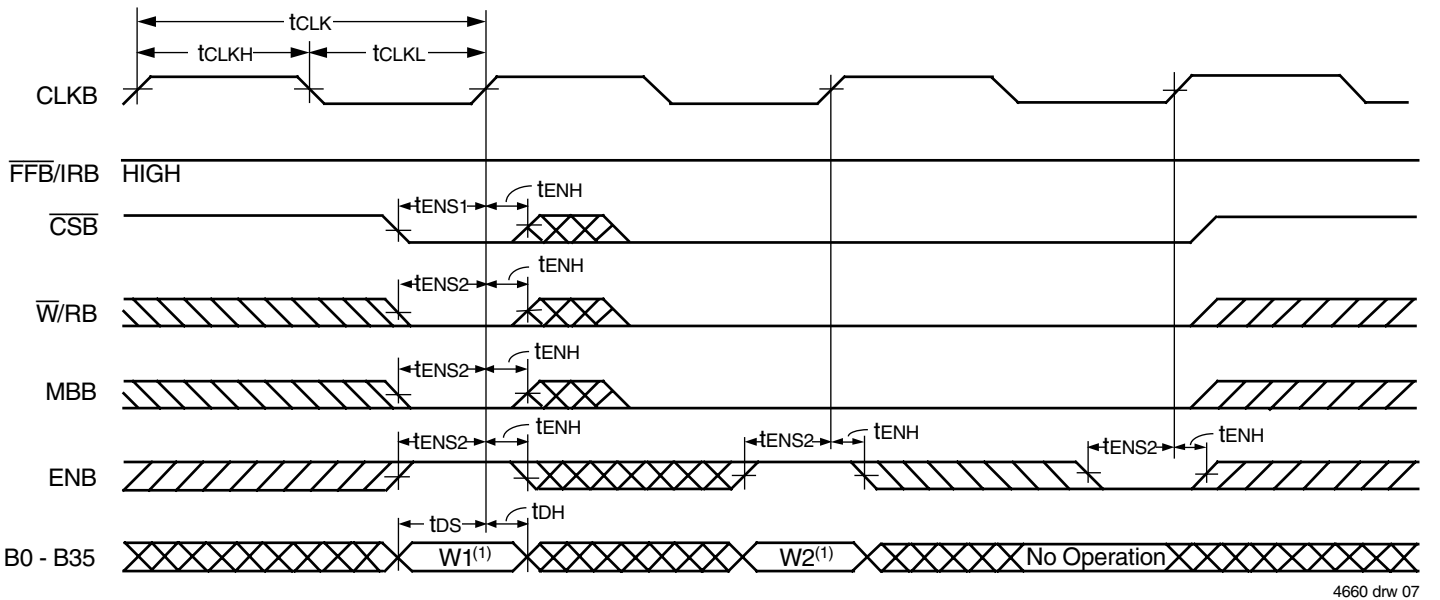 tCLK
tCLKH tCLKL
CLKB
FFB/IRB HIGH
tENS1 tENH
CSB
tENS2 tENH
W/RB
tENS2 tENH
MBB
tENS2 tENH tENS2 tENH tENS2 tENH
ENB
tDS tDH
B0 - B35 W1(1) W2(1) No Operation
4660 drw 07